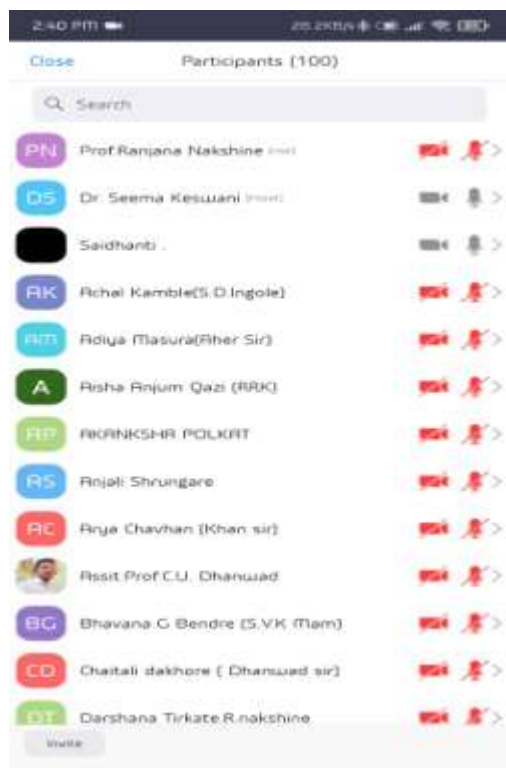 2:40 PM
Close Participants (100)
Search
PN Prof Ranjana Nakshine
DS Dr. Seema Keswani (Host)
Saidhanti .
AK Achal Kamble(S.D.Ingole)
AM Adiya Masura(Aher Sir)
A Aisha Anjum Qazi (ARK)
AP AKANKSHA POLKAT
AS Anjali Shrungare
AC Arya Chavhan (Khan sir)
Assit.Prof C.U. Dhanwad
BG Bhavana G Bendre (S.V.K Mam)
CD Chaitali dakhore ( Dhanwad sir)
DT Darshana Tirkate R.nakshine
Invite